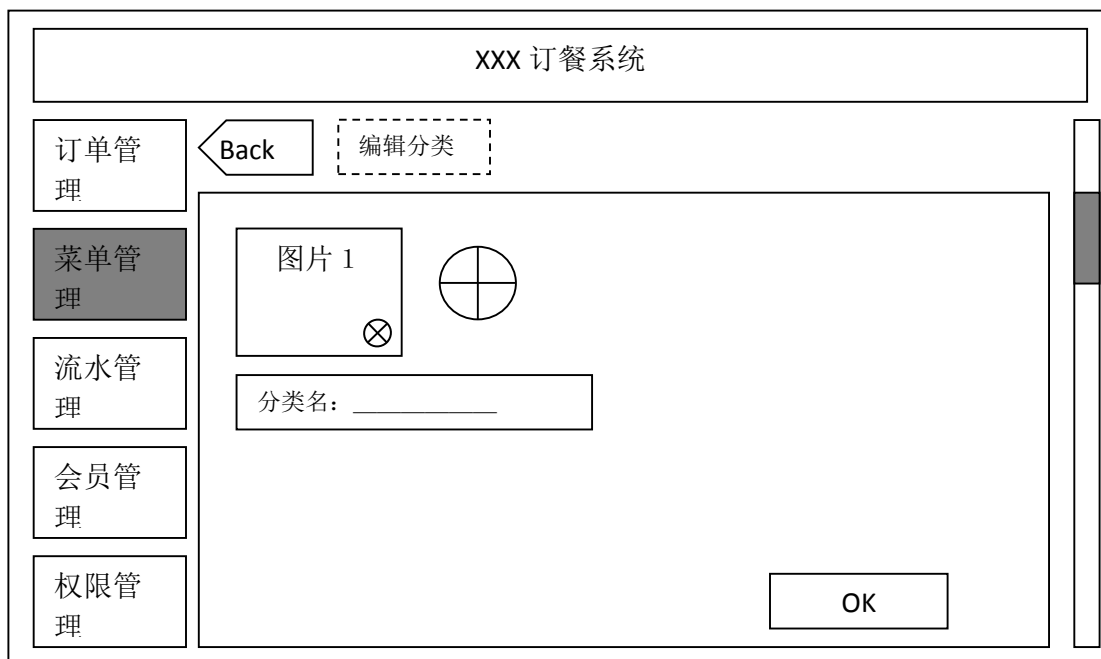 XXX 订餐系统
订单管
理
Back
编辑分类
菜单管
理
图片 1
流水管
理
分类名：____________
会员管
理
权限管
理
OK